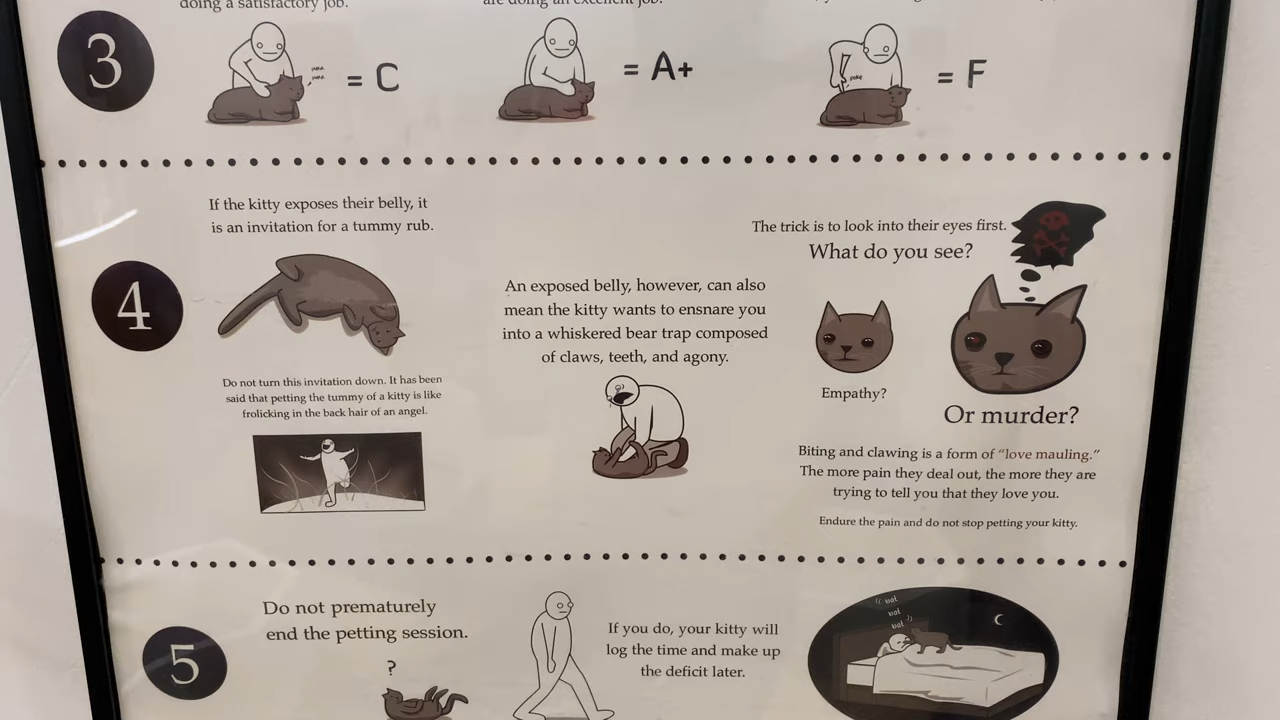 doing a satisfactory job.
are doing an excellent job.
3
purr
purr
= C
= A+
poke
= F
4
If the kitty exposes their belly, it
is an invitation for a tummy rub.
Do not turn this invitation down. It has been
said that petting the tummy of a kitty is like
frolicking in the back hair of an angel.
An exposed belly, however, can also
mean the kitty wants to ensnare you
into a whiskered bear trap composed
of claws, teeth, and agony.
The trick is to look into their eyes first.
What do you see?
Empathy?
Or murder?
Biting and clawing is a form of “love mauling.”
The more pain they deal out, the more they are
trying to tell you that they love you.
Endure the pain and do not stop petting your kitty.
5
Do not prematurely
end the petting session.
?
If you do, your kitty will
log the time and make up
the deficit later.
bat
bat
bat